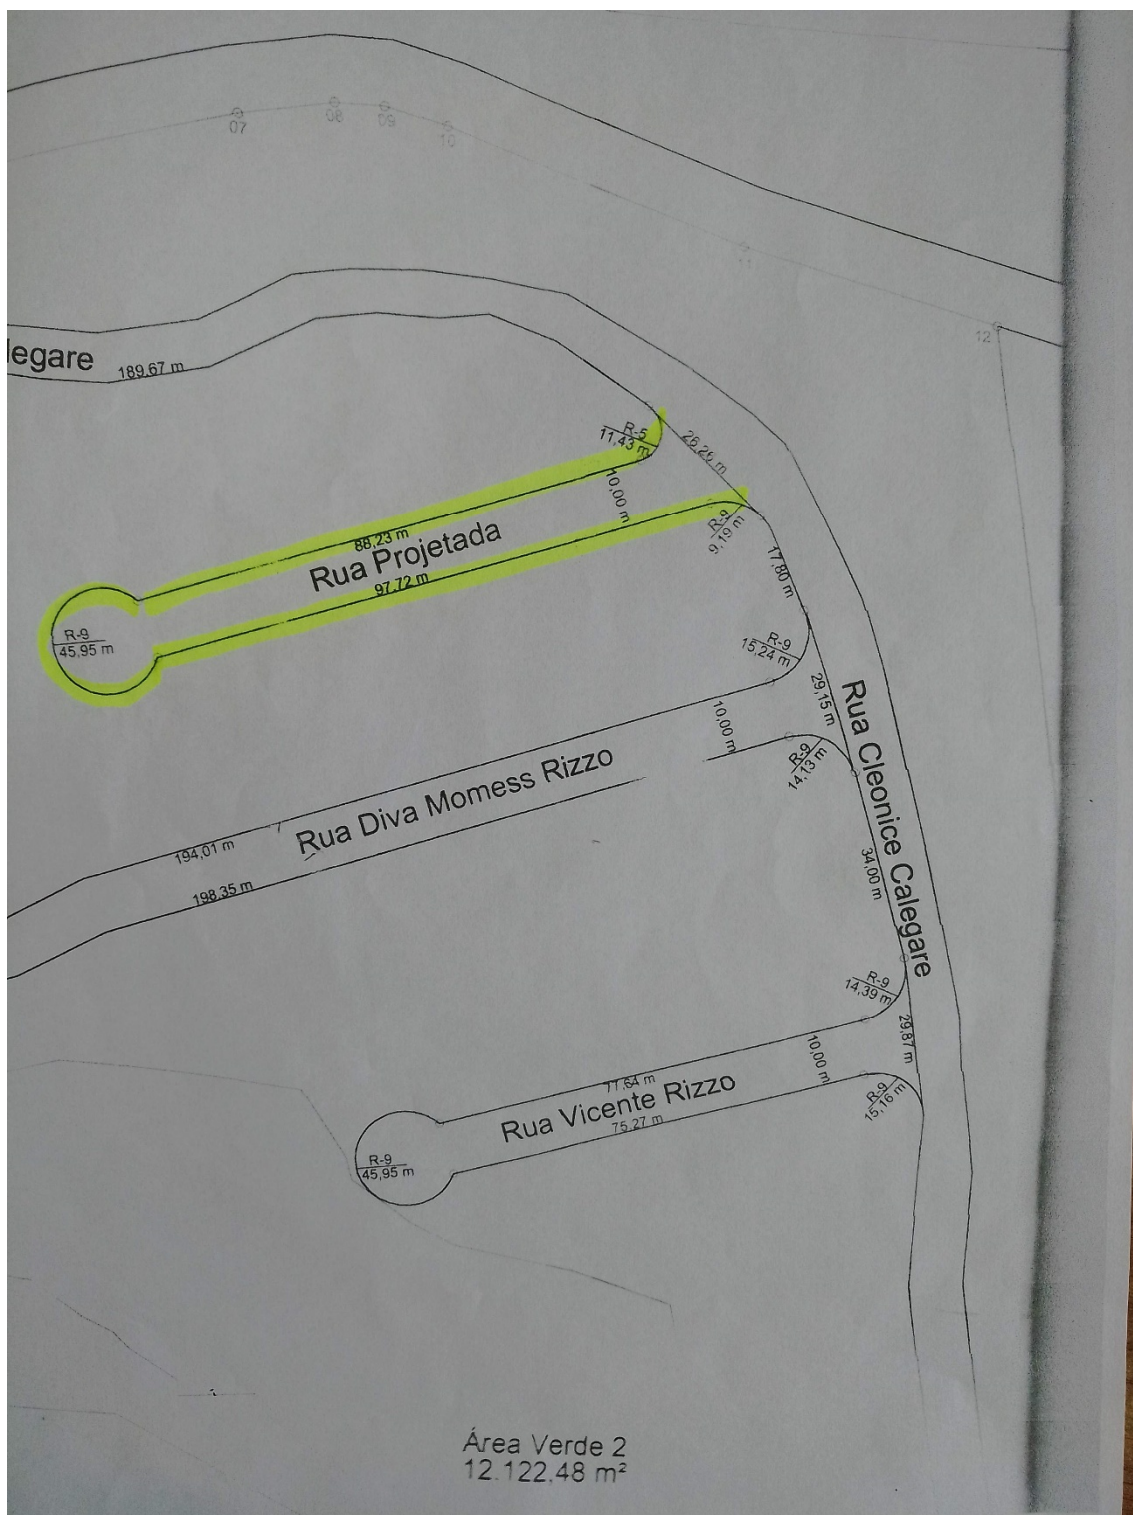 07
08
09
10
11
12
legare
189,67 m
R-5
11,43 m
26,26 m
10,00 m
88,23 m
Rua Projetada
97,72 m
R-9
9,19 m
17,80 m
R-9
45,95 m
R-9
15,24 m
29,15 m
10,00 m
R-9
14,13 m
Rua Diva Momess Rizzo
194,01 m
198,35 m
Rua Cleonice Calegare
34,00 m
R-9
14,39 m
29,87 m
10,00 m
77,64 m
Rua Vicente Rizzo
75,27 m
R-9
15,16 m
R-9
45,95 m
Área Verde 2
12.122,48 m²